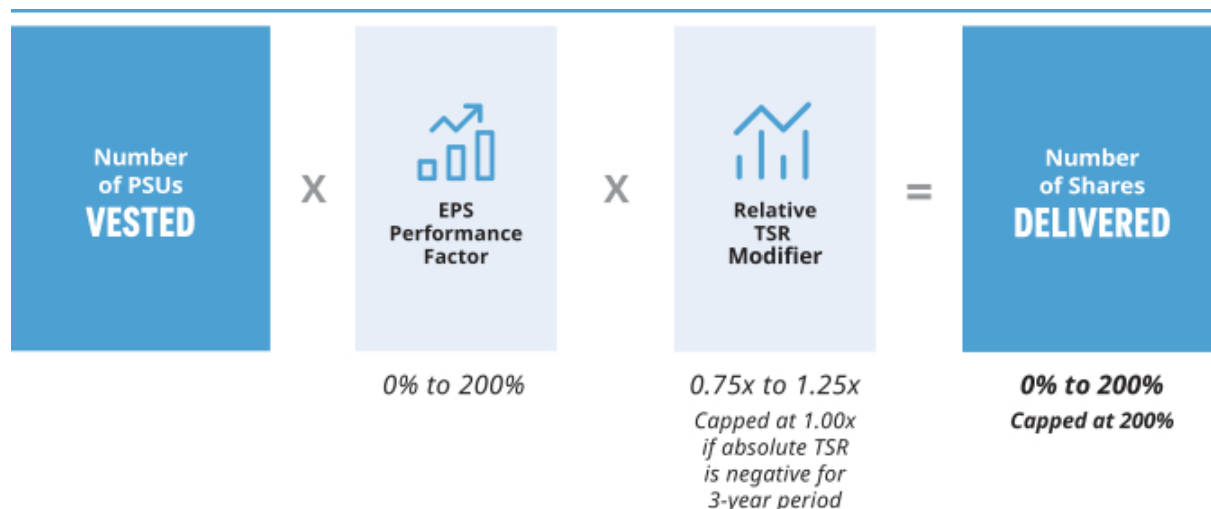 Number
of PSUs
VESTED
X
EPS
Performance
Factor
X
Relative
TSR
Modifier
=
Number
of Shares
DELIVERED
0% to 200%
0.75x to 1.25x
Capped at 1.00x
if absolute TSR
is negative for
3-year period
0% to 200%
Capped at 200%